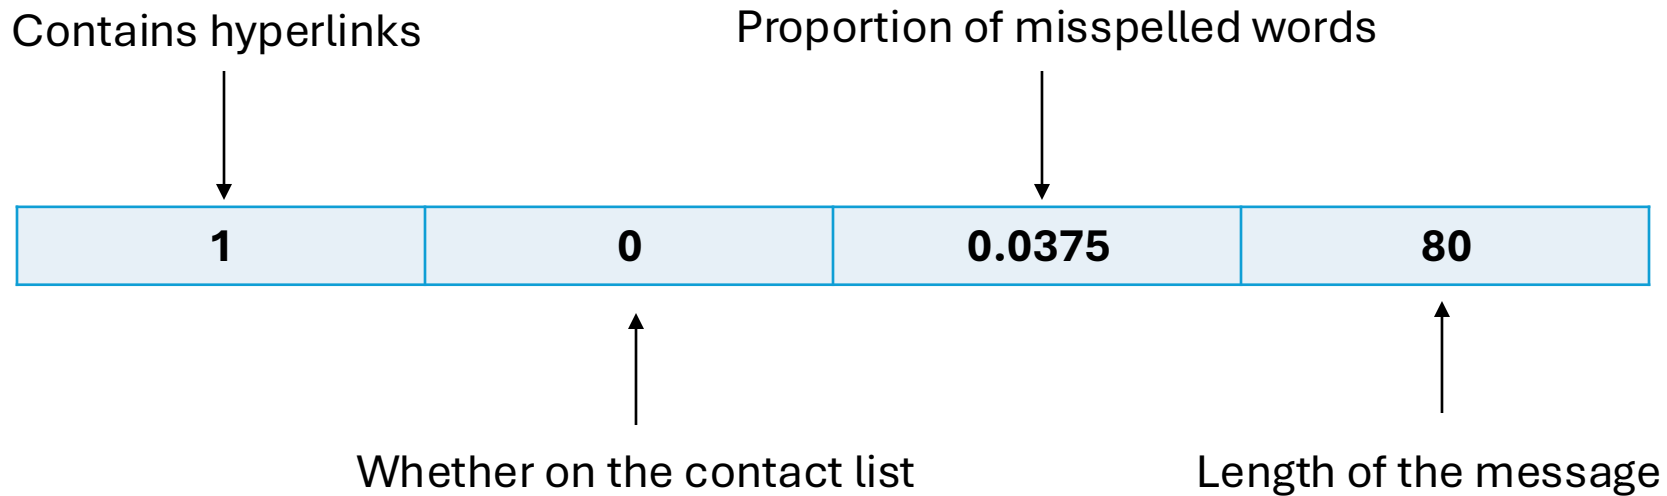 Contains hyperlinks
Proportion of misspelled words
1
0
0.0375
80
Whether on the contact list
Length of the message